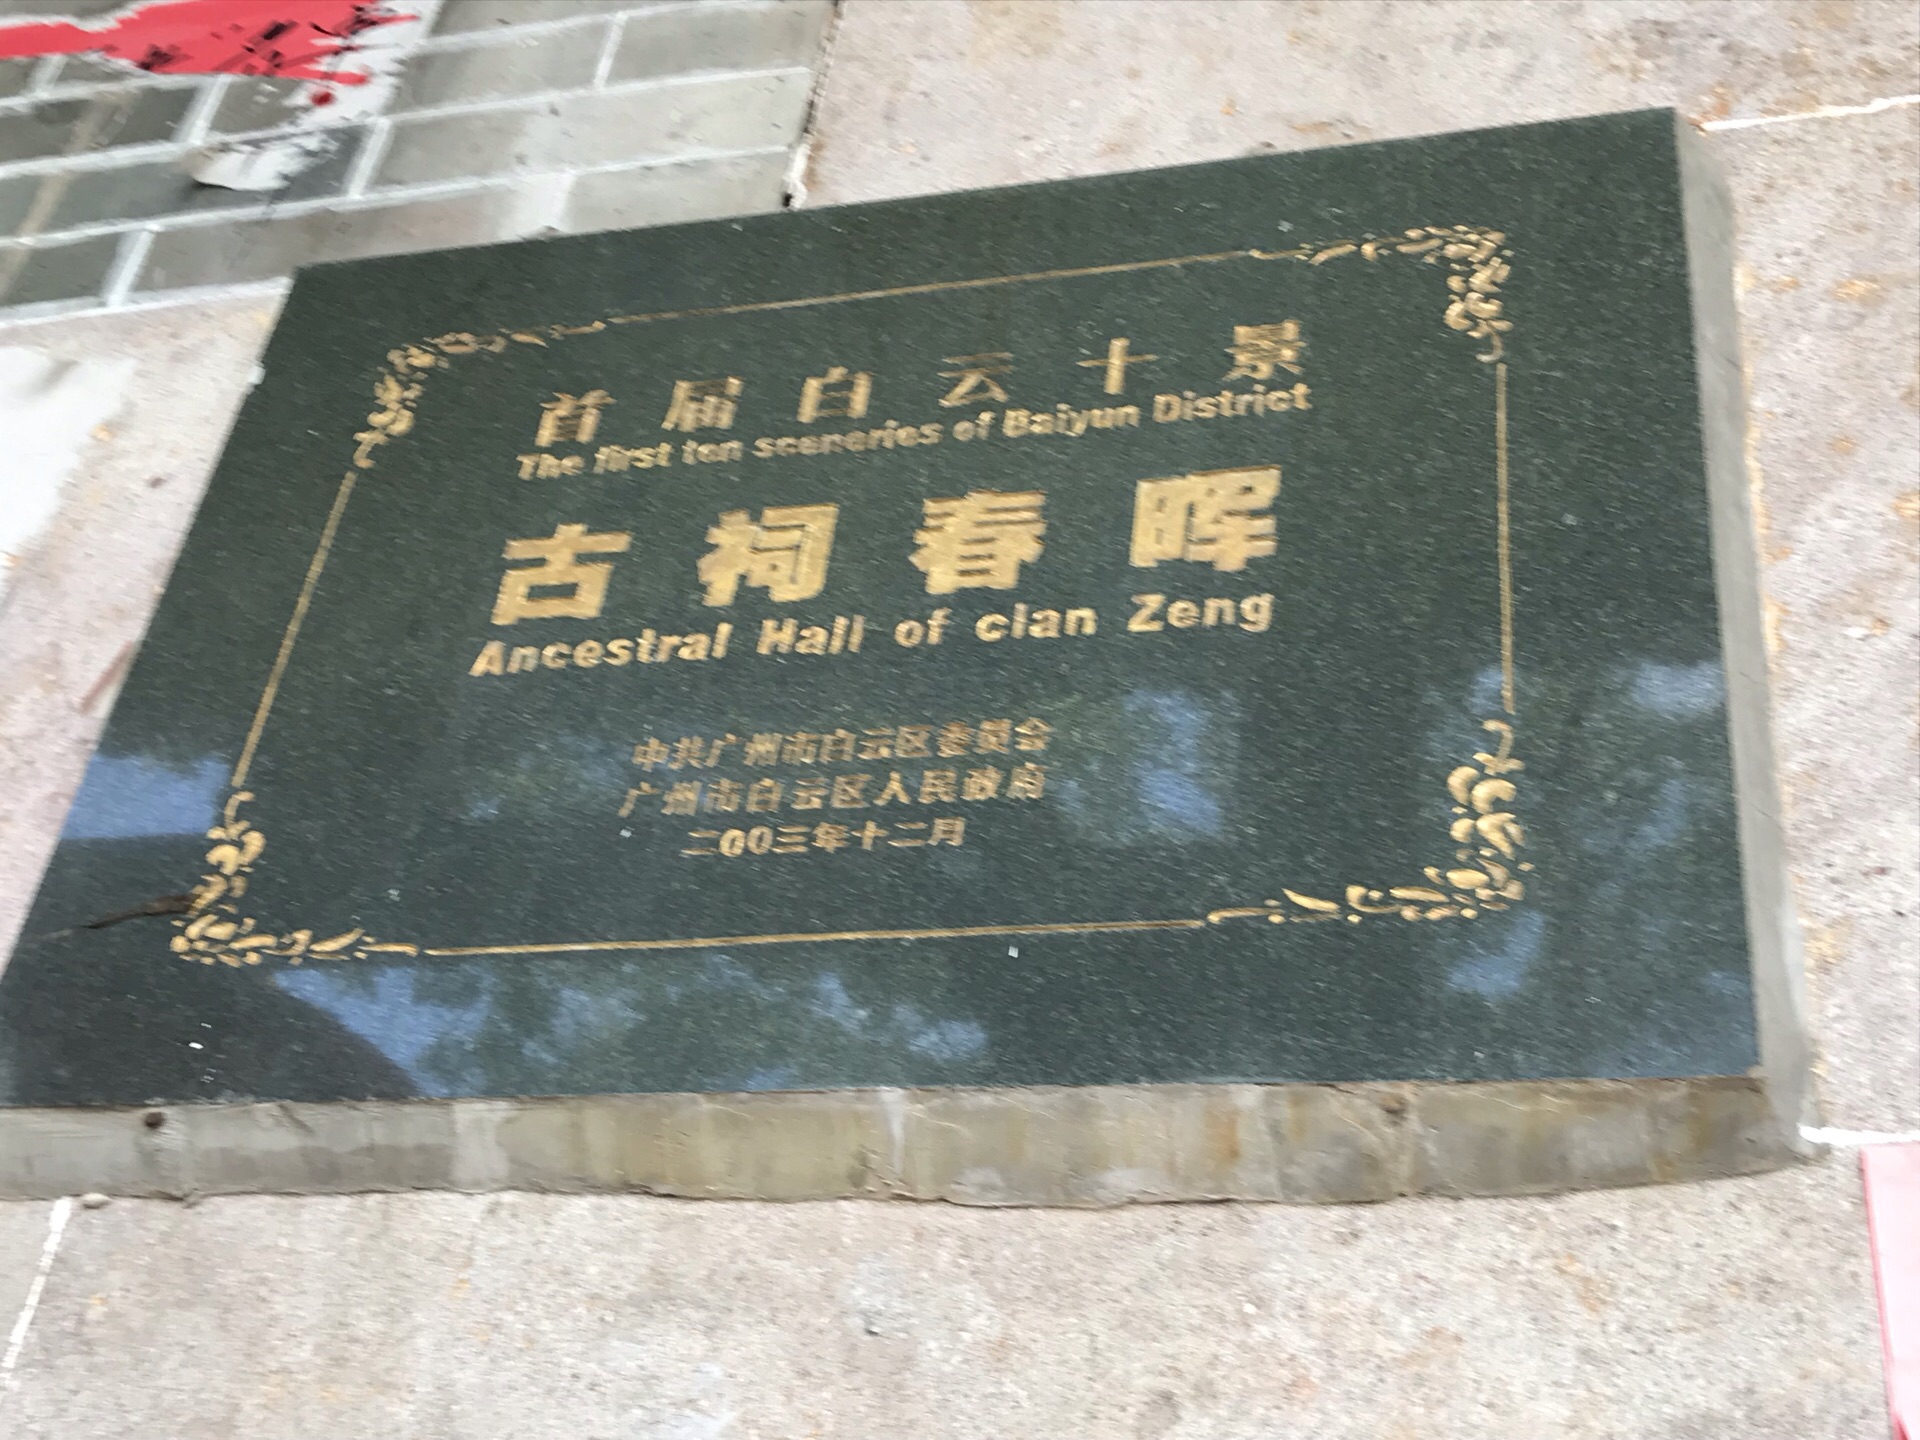 首届白云十景
The first ten sceneries of Baiyun District
古祠春晖
Ancestral Hall of clan Zeng
中共广州市白云区委员会
广州市白云区人民政府
二00三年十二月